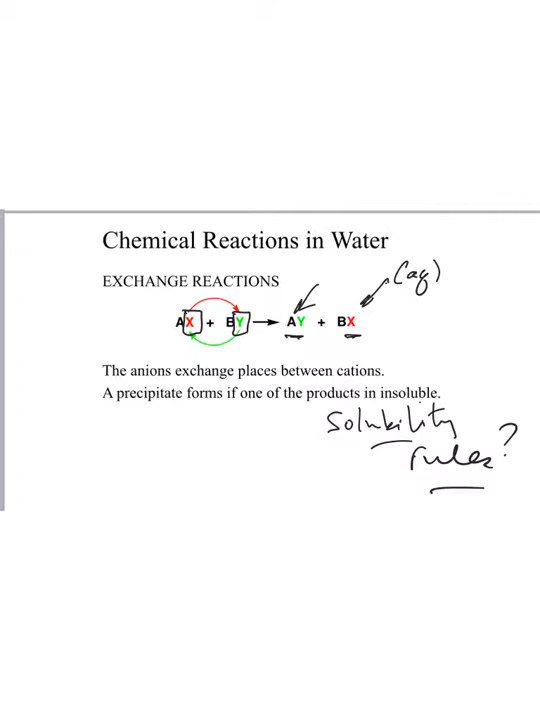 Chemical Reactions in Water
EXCHANGE REACTIONS
(aq)
AX + BY → AY + BX
The anions exchange places between cations.
A precipitate forms if one of the products in insoluble.
Solubility
rules?